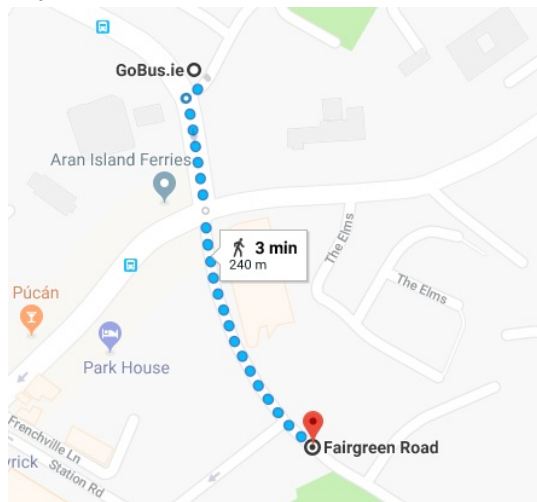 GoBus.ie
Aran Island Ferries
3 min
240 m
The Elms
The Elms
Púcán
Park House
Frenchville Ln
yrick
Station Rd
Fairgreen Road